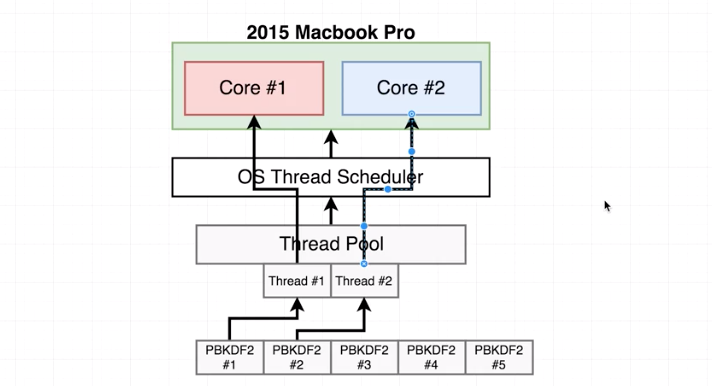 2015 Macbook Pro
Core #1
Core #2
OS Thread Scheduler
Thread Pool
Thread #1
Thread #2
PBKDF2
#1
PBKDF2
#2
PBKDF2
#3
PBKDF2
#4
PBKDF2
#5